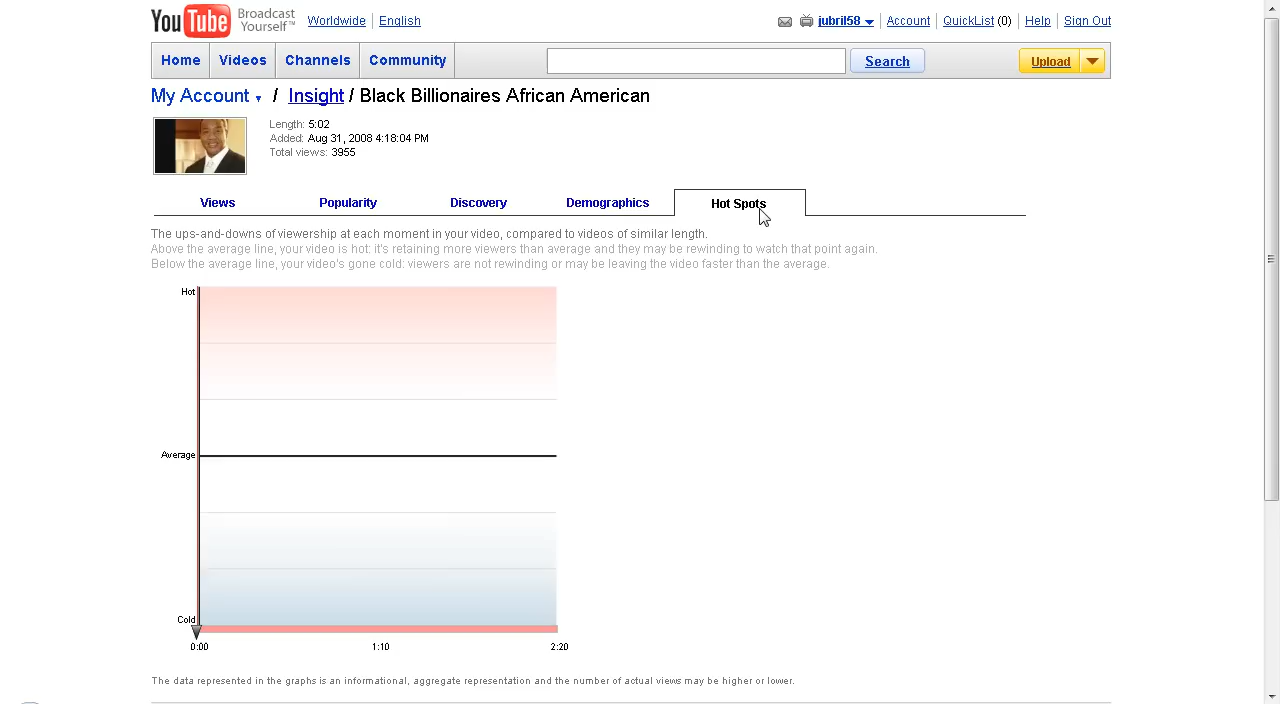 YouTube Broadcast Yourself™ Worldwide English jubril58 Account QuickList (0) Help Sign Out
Home Videos Channels Community Search Upload
My Account / Insight / Black Billionaires African American
Length: 5:02
Added: Aug 31, 2008 4:18:04 PM
Total views: 3955
Views Popularity Discovery Demographics Hot Spots
The ups-and-downs of viewership at each moment in your video, compared to videos of similar length.
Above the average line, your video is hot: it's retaining more viewers than average and they may be rewinding to watch that point again.
Below the average line, your video's gone cold: viewers are not rewinding or may be leaving the video faster than the average.
Hot
Average
Cold
0:00 1:10 2:20
The data represented in the graphs is an informational, aggregate representation and the number of actual views may be higher or lower.